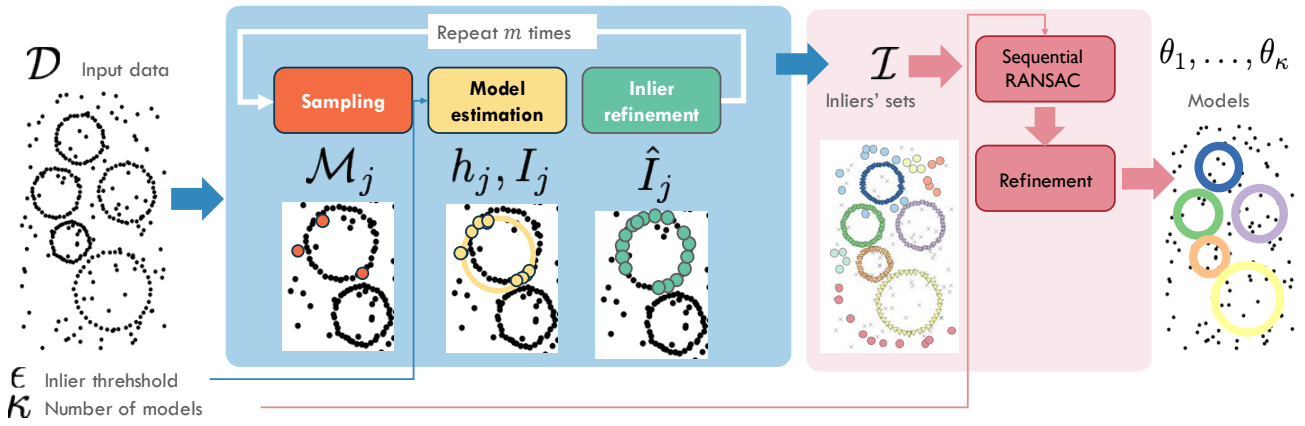 Repeat m times
𝒟 Input data
Sampling
Model
estimation
Inlier
refinement
ℳ_j
h_j, I_j
Î_j
ℐ
Inliers' sets
Sequential
RANSAC
Refinement
θ_1, …, θ_κ
Models
ϵ Inlier threhshold
κ Number of models